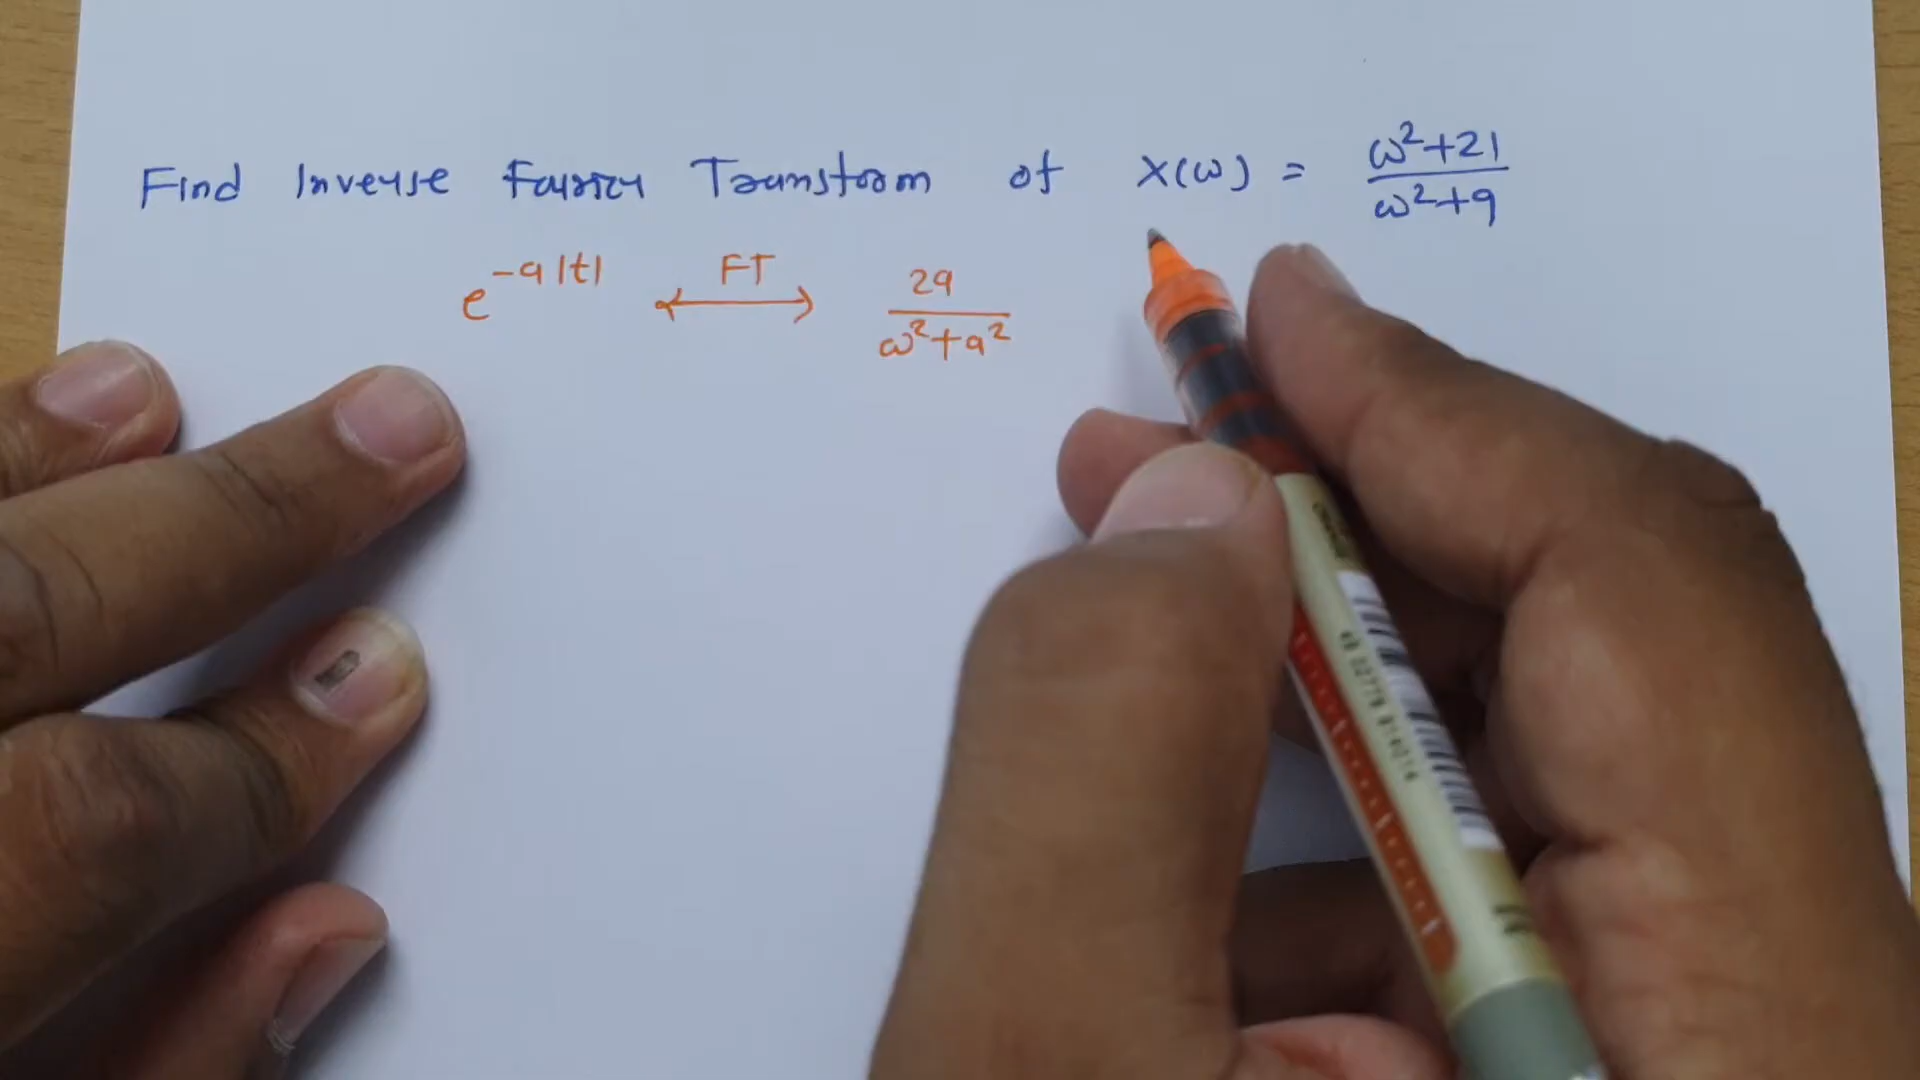 Find Inverse Fourier Transform of X(ω) = ω²+21 / ω²+9
e^-a|t| ⟷ FT 2a / ω²+a²